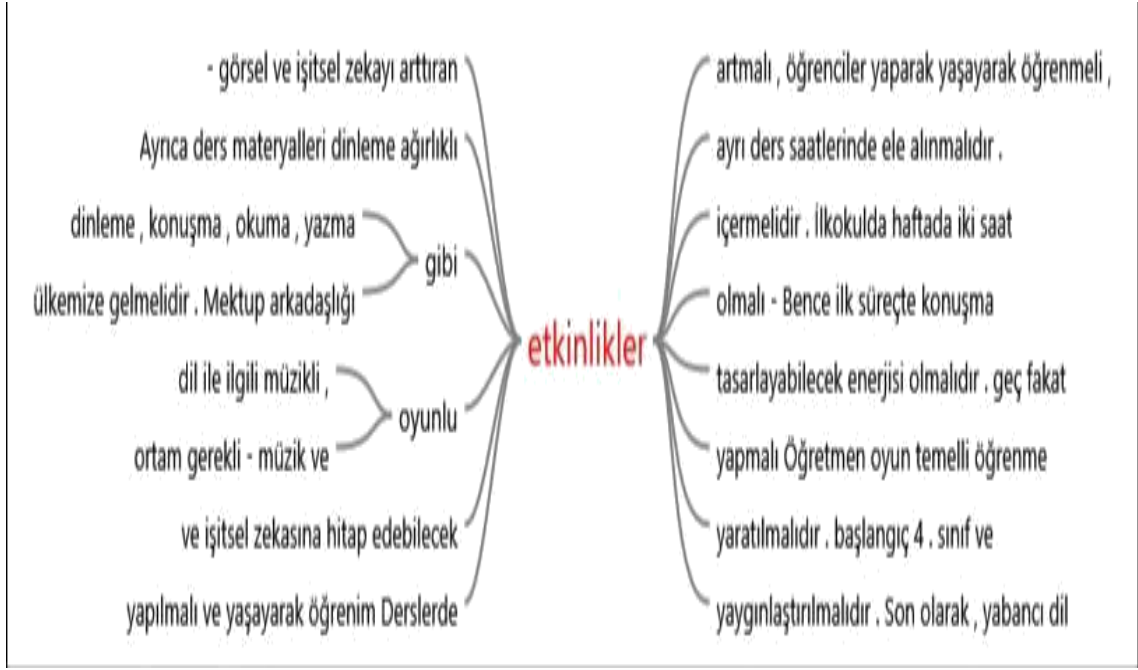 - görsel ve işitsel zekayı arttıran
Ayrıca ders materyalleri dinleme ağırlıklı
dinleme , konuşma , okuma , yazma
gibi
ülkemize gelmelidir . Mektup arkadaşlığı
dil ile ilgili müzikli ,
oyunlu
ortam gerekli - müzik ve
ve işitsel zekasına hitap edebilecek
yapılmalı ve yaşayarak öğrenim Derslerde
etkinlikler
artmalı , öğrenciler yaparak yaşayarak öğrenmeli ,
ayrı ders saatlerinde ele alınmalıdır .
içermelidir . İlkokulda haftada iki saat
olmalı - Bence ilk süreçte konuşma
tasarlayabilecek enerjisi olmalıdır . geç fakat
yapmalı Öğretmen oyun temelli öğrenme
yaratılmalıdır . başlangıç 4 . sınıf ve
yaygınlaştırılmalıdır . Son olarak , yabancı dil